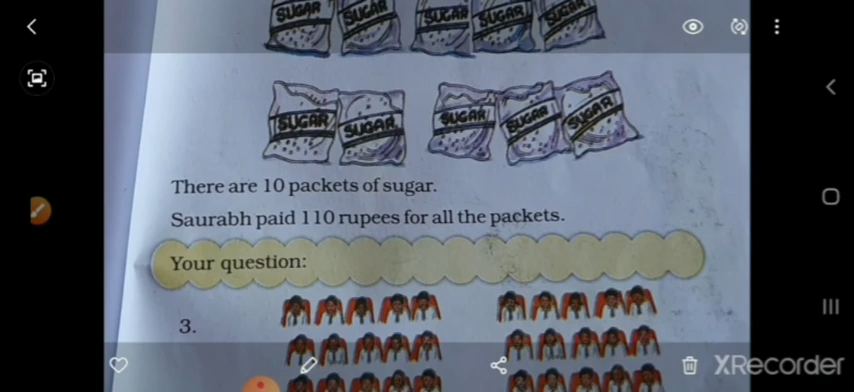 SUGAR SUGAR SUGAR SUGAR SUGAR
SUGAR SUGAR SUGAR SUGAR SUGAR
There are 10 packets of sugar.
Saurabh paid 110 rupees for all the packets.
Your question:
3.
XRecorder